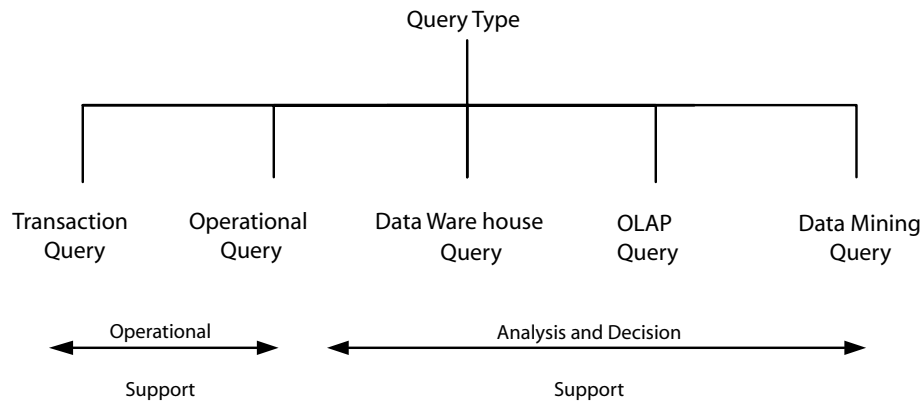 Query Type
Transaction
Query
Operational
Query
Data Ware house
Query
OLAP
Query
Data Mining
Query
Operational
Support
Analysis and Decision
Support